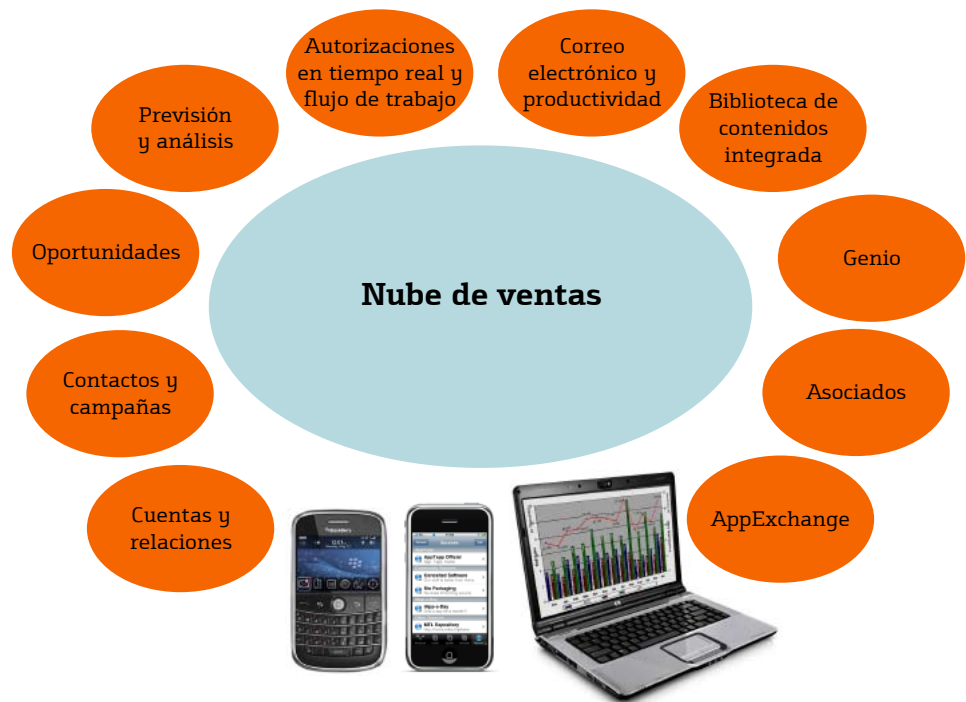 Autorizaciones
en tiempo real y
flujo de trabajo
Correo
electrónico y
productividad
Previsión
y análisis
Biblioteca de
contenidos
integrada
Oportunidades
Genio
Nube de ventas
Contactos y
campañas
Asociados
Cuentas y
relaciones
AppExchange